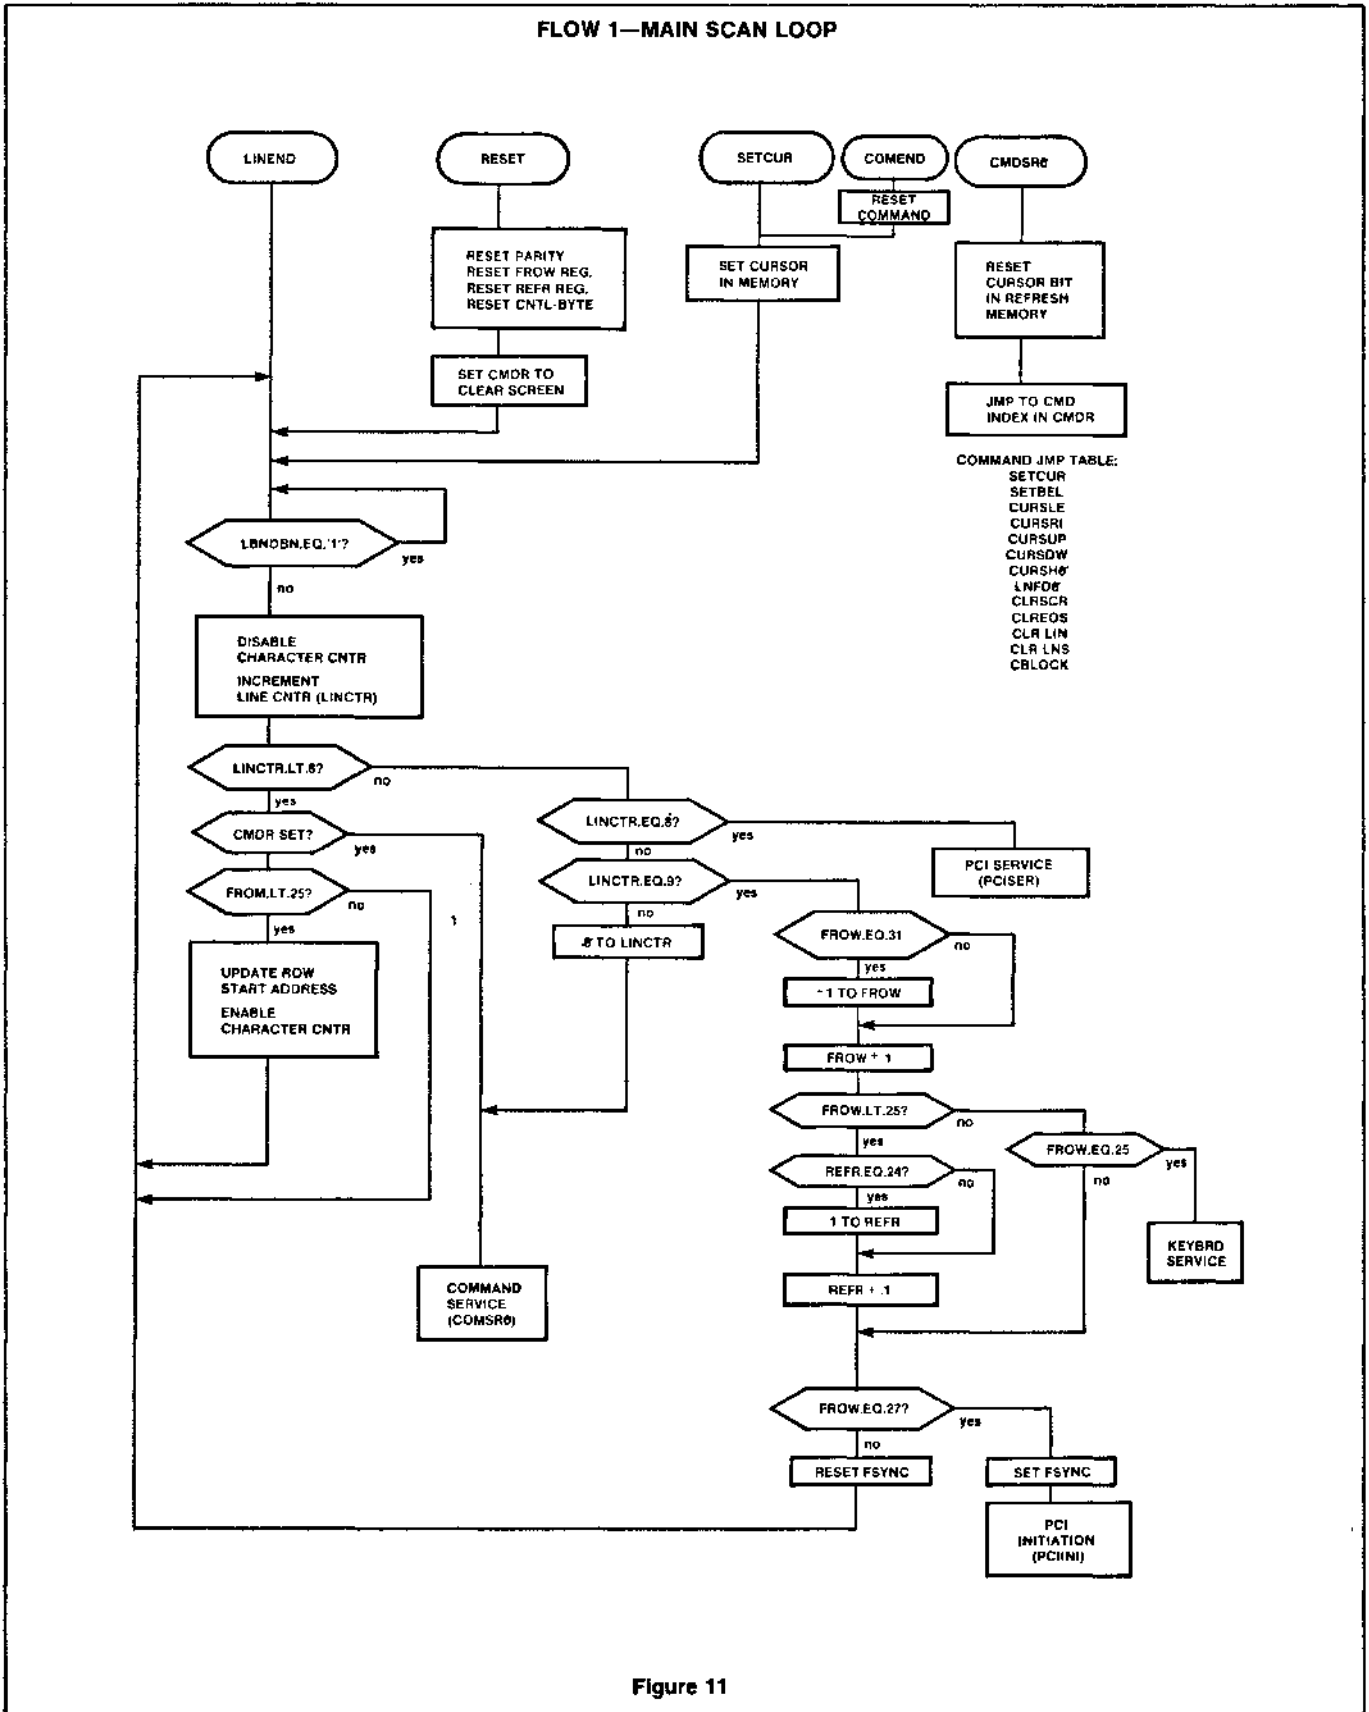 FLOW 1—MAIN SCAN LOOP
LINEND
RESET
SETCUR
COMEND
CMDSR0
RESET
COMMAND
RESET PARITY
RESET FROW REG.
RESET REFR REG.
RESET CNTL-BYTE
SET CURSOR
IN MEMORY
RESET
CURSOR BIT
IN REFRESH
MEMORY
SET CMDR TO
CLEAR SCREEN
JMP TO CMD
INDEX IN CMDR
COMMAND JMP TABLE:
SETCUR
SETBEL
CURSLE
CURSRI
CURSUP
CURSDW
CURSH0
LNFD0
CLRSCR
CLREOS
CLR LIN
CLR LNS
CBLOCK
LBNDBN.EQ.'1'?
yes
no
DISABLE
CHARACTER CNTR
INCREMENT
LINE CNTR (LINCTR)
LINCTR.LT.8?
no
yes
CMDR SET?
yes
FROM.LT.25?
no
yes
UPDATE ROW
START ADDRESS
ENABLE
CHARACTER CNTR
LINCTR.EQ.8?
yes
no
PCI SERVICE
(PCISER)
LINCTR.EQ.9?
yes
no
0 TO LINCTR
FROW.EQ.31
no
yes
-1 TO FROW
FROW + 1
FROW.LT.25?
no
yes
FROW.EQ.25
yes
no
REFR.EQ.24?
no
yes
1 TO REFR
KEYBRD
SERVICE
REFR + 1
COMMAND
SERVICE
(COMSR0)
FROW.EQ.27?
yes
no
RESET FSYNC
SET FSYNC
PCI
INITIATION
(PCIINI)
Figure 11